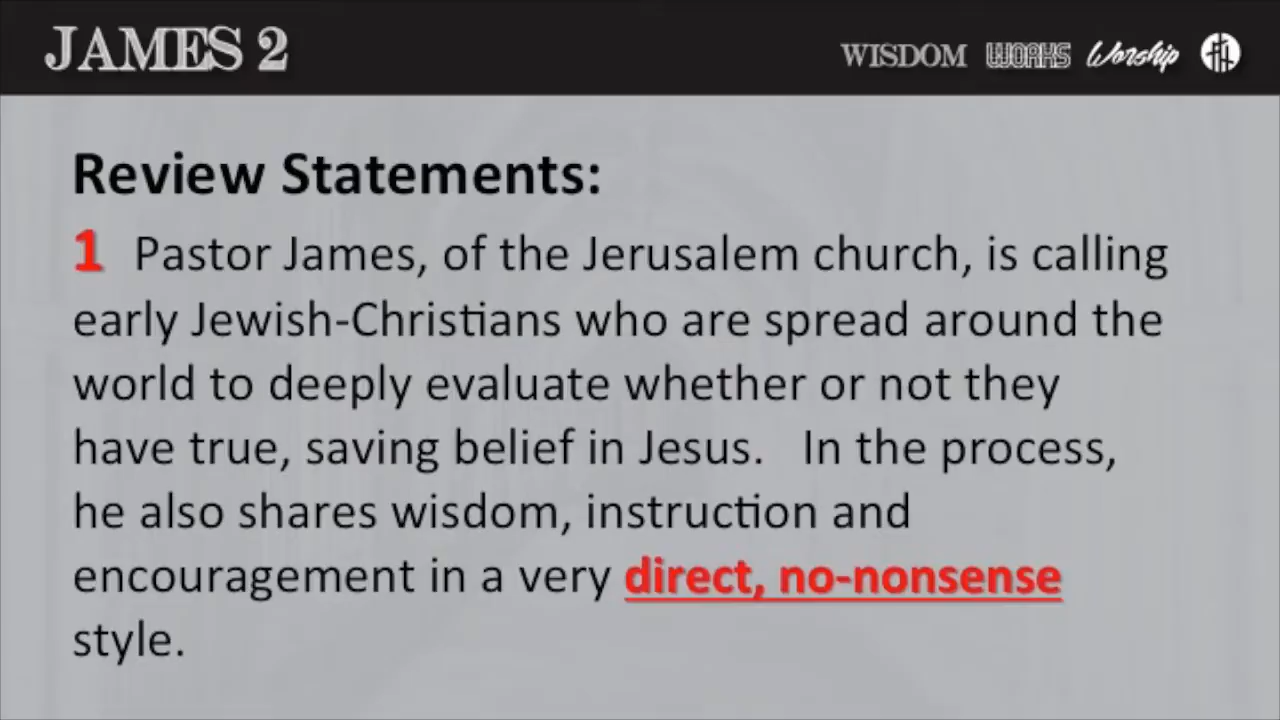 JAMES 2
WISDOM WORKS Worship
Review Statements:
1 Pastor James, of the Jerusalem church, is calling
early Jewish-Christians who are spread around the
world to deeply evaluate whether or not they
have true, saving belief in Jesus. In the process,
he also shares wisdom, instruction and
encouragement in a very direct, no-nonsense
style.